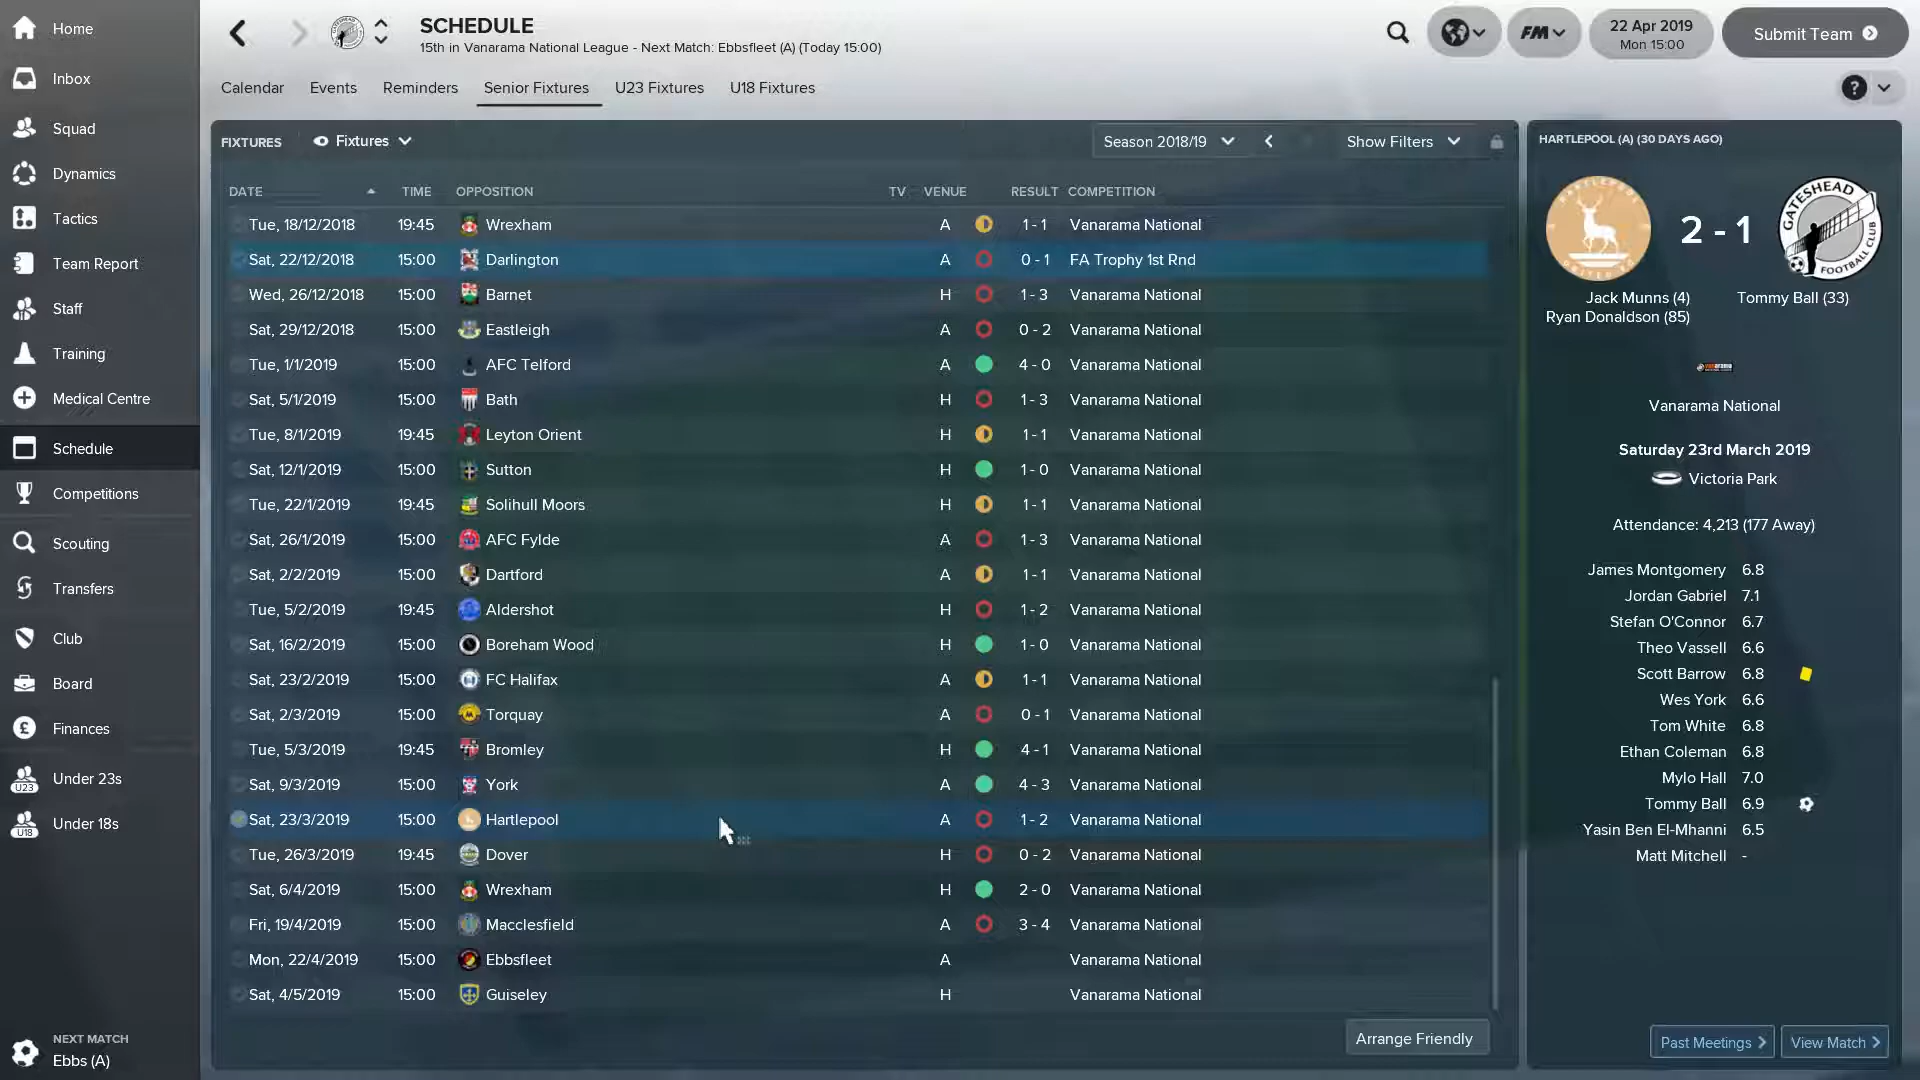 Home
Inbox
Squad
Dynamics
Tactics
Team Report
Staff
Training
Medical Centre
Schedule
Competitions
Scouting
Transfers
Club
Board
Finances
U23 Under 23s
U18 Under 18s
NEXT MATCH
Ebbs (A)
SCHEDULE
15th in Vanarama National League - Next Match: Ebbsfleet (A) (Today 15:00)
FM
22 Apr 2019
Mon 15:00
Submit Team
Calendar Events Reminders Senior Fixtures U23 Fixtures U18 Fixtures
?
FIXTURES Fixtures Season 2018/19 Show Filters
DATE TIME OPPOSITION TV VENUE RESULT COMPETITION
Tue, 18/12/2018 19:45 Wrexham A 1 - 1 Vanarama National
Sat, 22/12/2018 15:00 Darlington A 0 - 1 FA Trophy 1st Rnd
Wed, 26/12/2018 15:00 Barnet H 1 - 3 Vanarama National
Sat, 29/12/2018 15:00 Eastleigh A 0 - 2 Vanarama National
Tue, 1/1/2019 15:00 AFC Telford A 4 - 0 Vanarama National
Sat, 5/1/2019 15:00 Bath H 1 - 3 Vanarama National
Tue, 8/1/2019 19:45 Leyton Orient H 1 - 1 Vanarama National
Sat, 12/1/2019 15:00 Sutton H 1 - 0 Vanarama National
Tue, 22/1/2019 19:45 Solihull Moors H 1 - 1 Vanarama National
Sat, 26/1/2019 15:00 AFC Fylde A 1 - 3 Vanarama National
Sat, 2/2/2019 15:00 Dartford A 1 - 1 Vanarama National
Tue, 5/2/2019 19:45 Aldershot H 1 - 2 Vanarama National
Sat, 16/2/2019 15:00 Boreham Wood H 1 - 0 Vanarama National
Sat, 23/2/2019 15:00 FC Halifax A 1 - 1 Vanarama National
Sat, 2/3/2019 15:00 Torquay A 0 - 1 Vanarama National
Tue, 5/3/2019 19:45 Bromley H 4 - 1 Vanarama National
Sat, 9/3/2019 15:00 York A 4 - 3 Vanarama National
Sat, 23/3/2019 15:00 Hartlepool A 1 - 2 Vanarama National
Tue, 26/3/2019 19:45 Dover H 0 - 2 Vanarama National
Sat, 6/4/2019 15:00 Wrexham H 2 - 0 Vanarama National
Fri, 19/4/2019 15:00 Macclesfield A 3 - 4 Vanarama National
Mon, 22/4/2019 15:00 Ebbsfleet A Vanarama National
Sat, 4/5/2019 15:00 Guiseley H Vanarama National
Arrange Friendly
HARTLEPOOL (A) (30 DAYS AGO)
HARTLEPOOL UNITED FC
2 - 1
GATESHEAD FOOTBALL CLUB
Jack Munns (4) Tommy Ball (33)
Ryan Donaldson (85)
Vanarama National
Saturday 23rd March 2019
Victoria Park
Attendance: 4,213 (177 Away)
James Montgomery 6.8
Jordan Gabriel 7.1
Stefan O'Connor 6.7
Theo Vassell 6.6
Scott Barrow 6.8
Wes York 6.6
Tom White 6.8
Ethan Coleman 6.8
Mylo Hall 7.0
Tommy Ball 6.9
Yasin Ben El-Mhanni 6.5
Matt Mitchell -
Past Meetings View Match